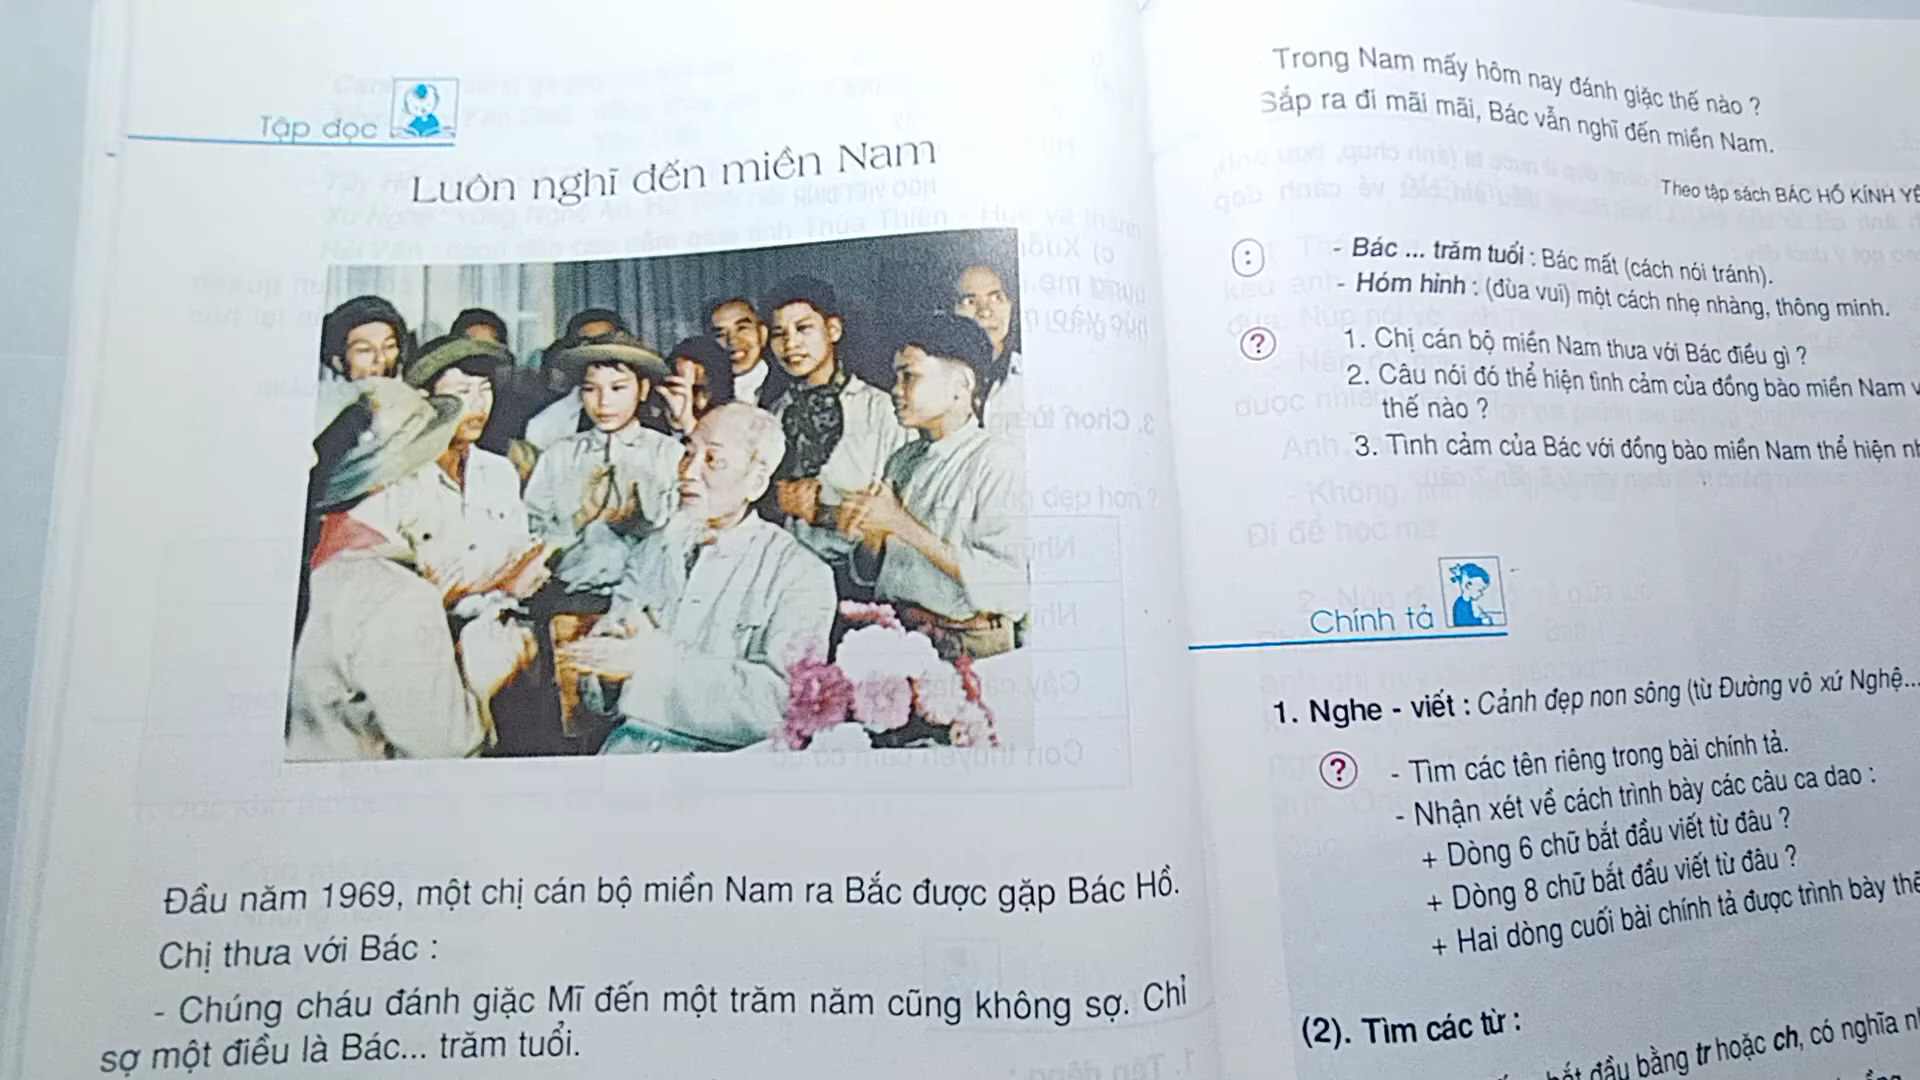 Tập đọc
Luôn nghĩ đến miền Nam
Đầu năm 1969, một chị cán bộ miền Nam ra Bắc được gặp Bác Hồ.
Chị thưa với Bác :
- Chúng cháu đánh giặc Mĩ đến một trăm năm cũng không sợ. Chỉ
sợ một điều là Bác... trăm tuổi.
Trong Nam mấy hôm nay đánh giặc thế nào ?
Sắp ra đi mãi mãi, Bác vẫn nghĩ đến miền Nam.
Theo tập sách BÁC HỒ KÍNH
- Bác ... trăm tuổi : Bác mất (cách nói tránh).
- Hóm hỉnh : (đùa vui) một cách nhẹ nhàng, thông minh.
1. Chị cán bộ miền Nam thưa với Bác điều gì ?
2. Câu nói đó thể hiện tình cảm của đồng bào miền Nam
thế nào ?
3. Tình cảm của Bác với đồng bào miền Nam thể hiện
Chính tả
1. Nghe - viết : Cảnh đẹp non sông (từ Đường vô xứ Nghệ...
- Tìm các tên riêng trong bài chính tả.
- Nhận xét về cách trình bày các câu ca dao :
+ Dòng 6 chữ bắt đầu viết từ đâu ?
+ Dòng 8 chữ bắt đầu viết từ đâu ?
+ Hai dòng cuối bài chính tả được trình bày
(2). Tìm các từ :
đầu bằng tr hoặc ch, có nghĩa